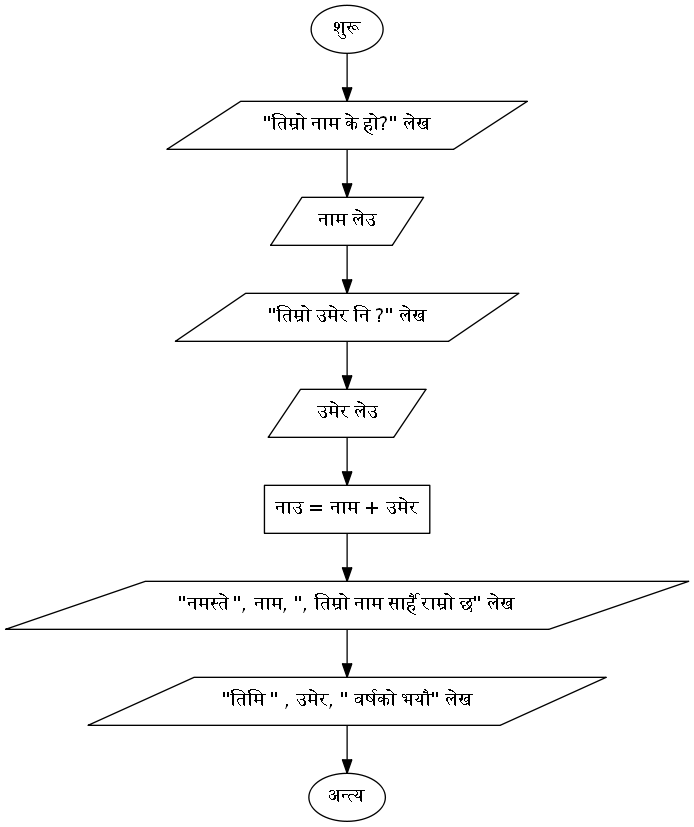 शुरू
"तिम्रो नाम के हो?" लेख
नाम लेउ
"तिम्रो उमेर नि ?" लेख
उमेर लेउ
नाउ = नाम + उमेर
"नमस्ते ", नाम, ", तिम्रो नाम सार्है राम्रो छ" लेख
"तिमि " , उमेर, " वर्षको भयौ" लेख
अन्त्य